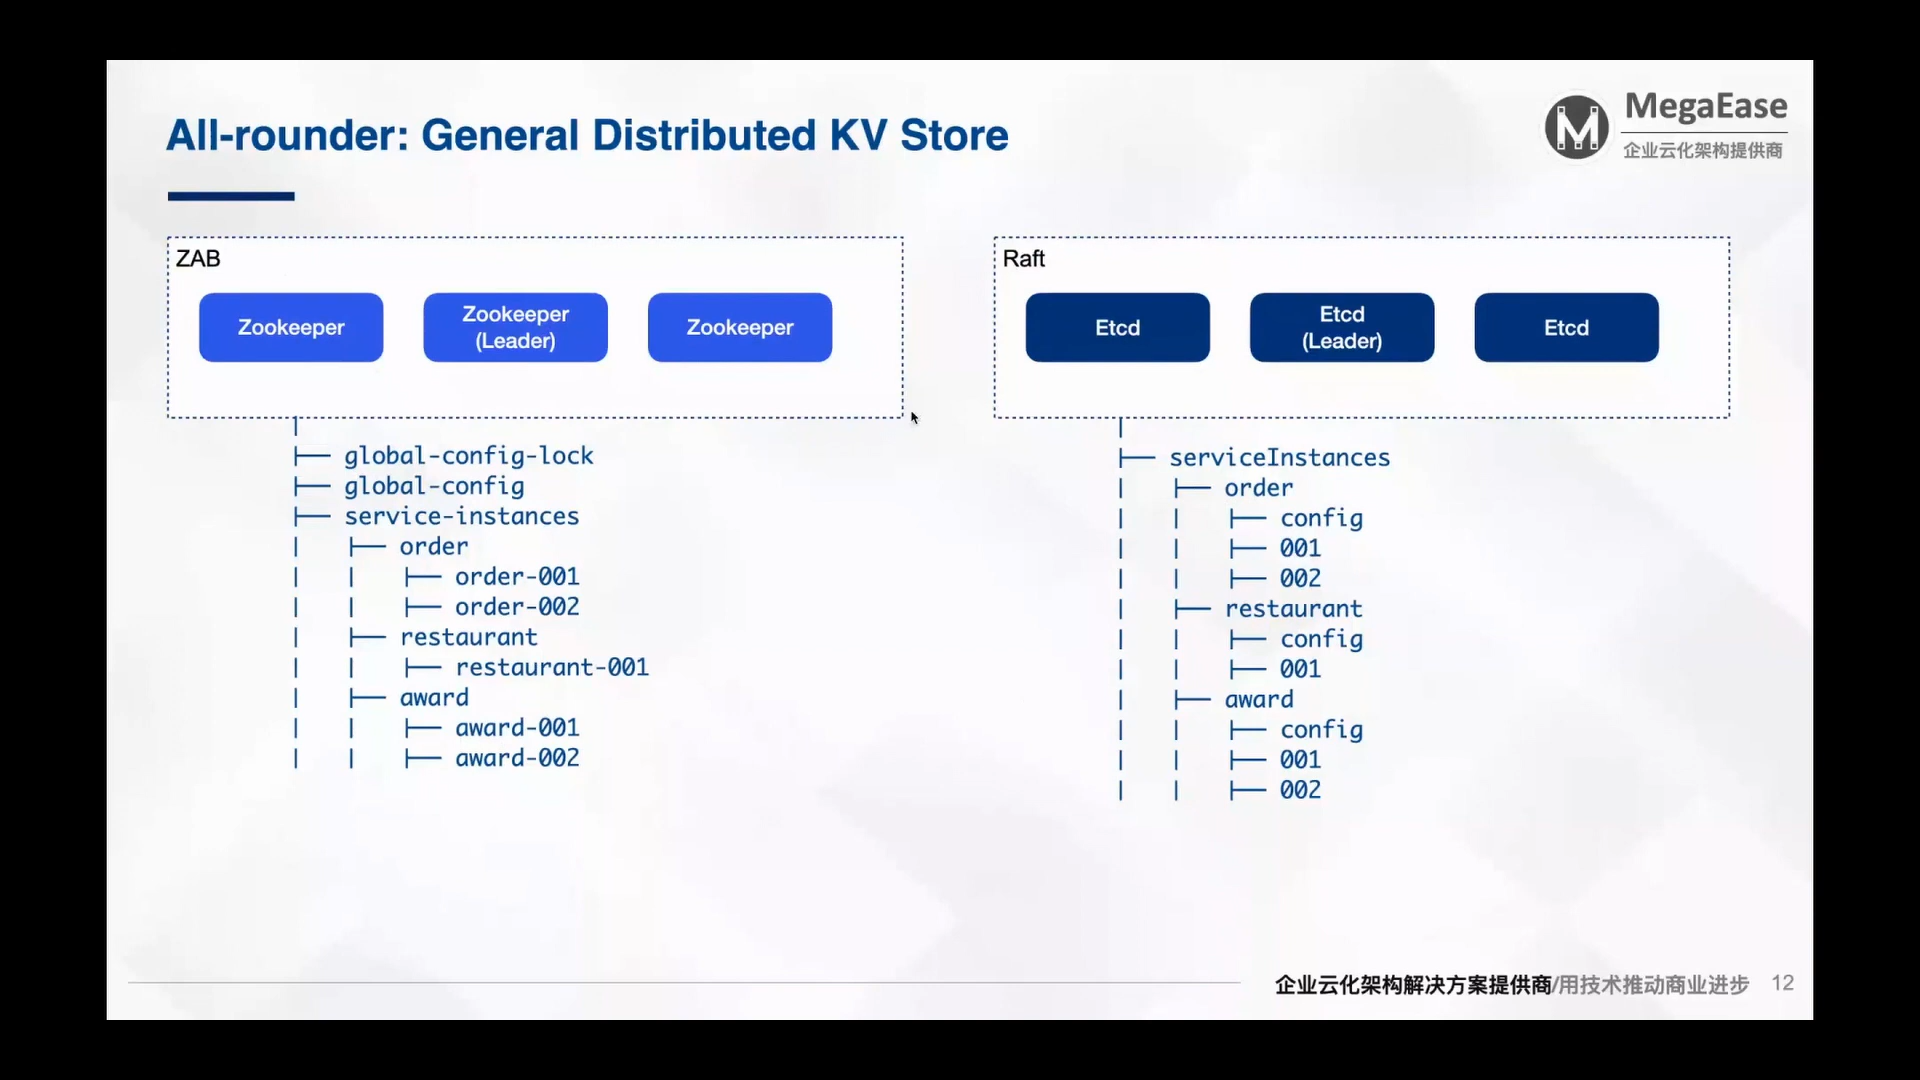 All-rounder: General Distributed KV Store
MegaEase
企业云化架构提供商
ZAB
Zookeeper
Zookeeper
(Leader)
Zookeeper
global-config-lock
global-config
service-instances
order
order-001
order-002
restaurant
restaurant-001
award
award-001
award-002
Raft
Etcd
Etcd
(Leader)
Etcd
serviceInstances
order
config
001
002
restaurant
config
001
award
config
001
002
企业云化架构解决方案提供商/用技术推动商业进步 12